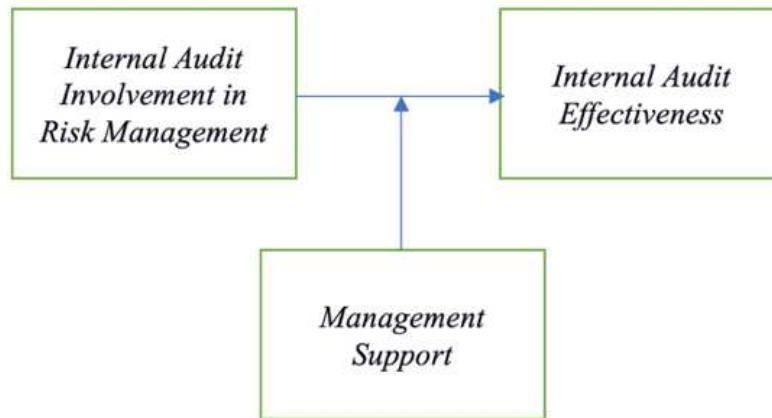 Internal Audit
Involvement in
Risk Management
Internal Audit
Effectiveness
Management
Support